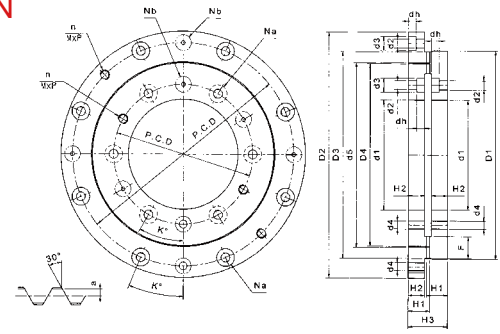 N
Nb
Nb
Na
n
MxP
n
MxP
P.C.D
P.C.D
K°
K°
Na
30°
a
dh
dh
d3
d2
d3
d2
dh
D2
D3
d5
D4
d1
d1
D1
H2
H2
d4
d4
F
d4
H2
H1
H1
H3